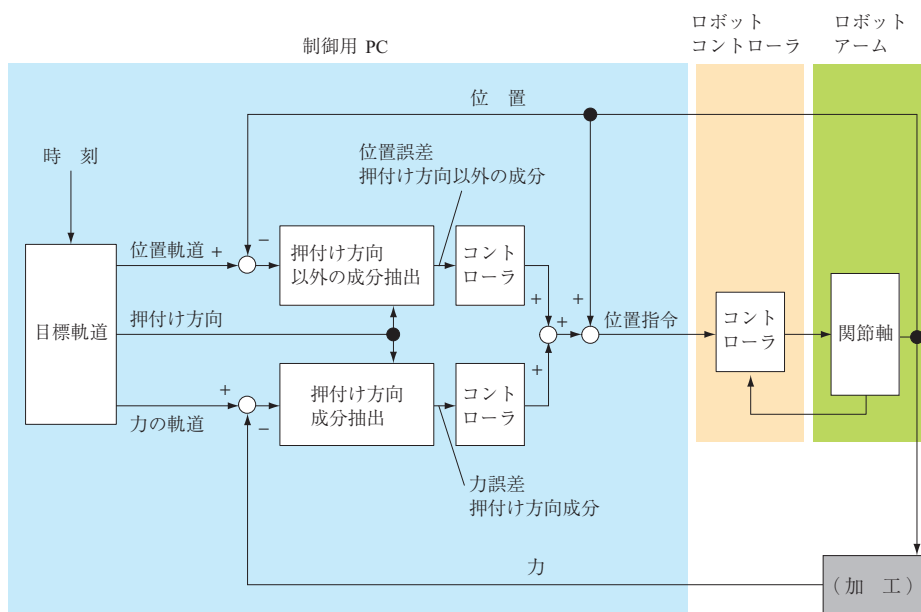 制御用 PC
ロボット
コントローラ
ロボット
アーム
位 置
時 刻
位置誤差
押付け方向以外の成分
位置軌道 +
−
押付け方向
以外の成分抽出
コント
ローラ
+
+
+
位置指令
目標軌道
押付け方向
コント
ローラ
関節軸
+
−
力の軌道
押付け方向
成分抽出
コント
ローラ
+
力誤差
押付け方向成分
力
（加 工）